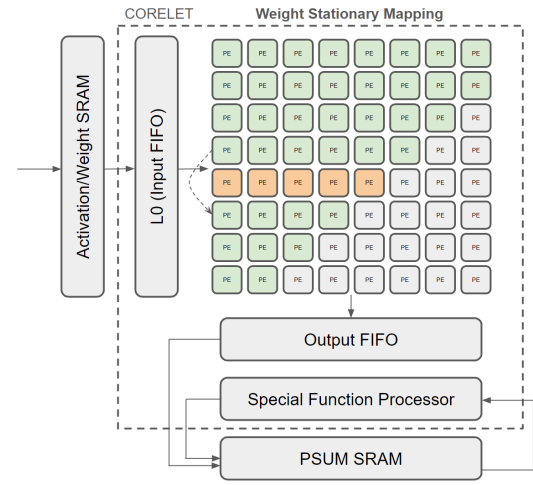 CORELET
Weight Stationary Mapping
Activation/Weight SRAM
L0 (Input FIFO)
PE PE PE PE PE PE PE PE
PE PE PE PE PE PE PE PE
PE PE PE PE PE PE PE PE
PE PE PE PE PE PE PE PE
PE PE PE PE PE PE PE PE
PE PE PE PE PE PE PE PE
PE PE PE PE PE PE PE PE
PE PE PE PE PE PE PE PE
Output FIFO
Special Function Processor
PSUM SRAM